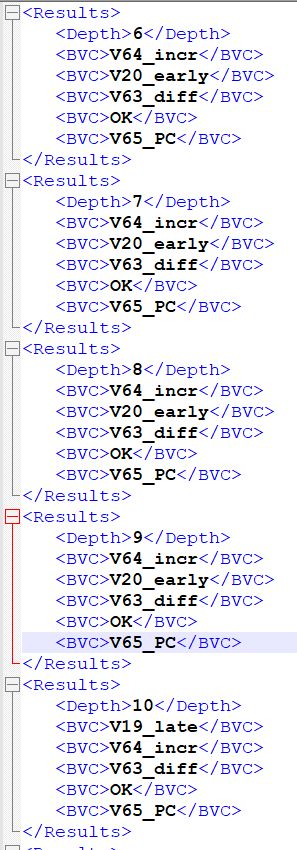 <Results>
<Depth>6</Depth>
<BVC>V64_incr</BVC>
<BVC>V20_early</BVC>
<BVC>V63_diff</BVC>
<BVC>OK</BVC>
<BVC>V65_PC</BVC>
</Results>
<Results>
<Depth>7</Depth>
<BVC>V64_incr</BVC>
<BVC>V20_early</BVC>
<BVC>V63_diff</BVC>
<BVC>OK</BVC>
<BVC>V65_PC</BVC>
</Results>
<Results>
<Depth>8</Depth>
<BVC>V64_incr</BVC>
<BVC>V20_early</BVC>
<BVC>V63_diff</BVC>
<BVC>OK</BVC>
<BVC>V65_PC</BVC>
</Results>
<Results>
<Depth>9</Depth>
<BVC>V64_incr</BVC>
<BVC>V20_early</BVC>
<BVC>V63_diff</BVC>
<BVC>OK</BVC>
<BVC>V65_PC</BVC>
</Results>
<Results>
<Depth>10</Depth>
<BVC>V19_late</BVC>
<BVC>V64_incr</BVC>
<BVC>V63_diff</BVC>
<BVC>OK</BVC>
<BVC>V65_PC</BVC>
</Results>